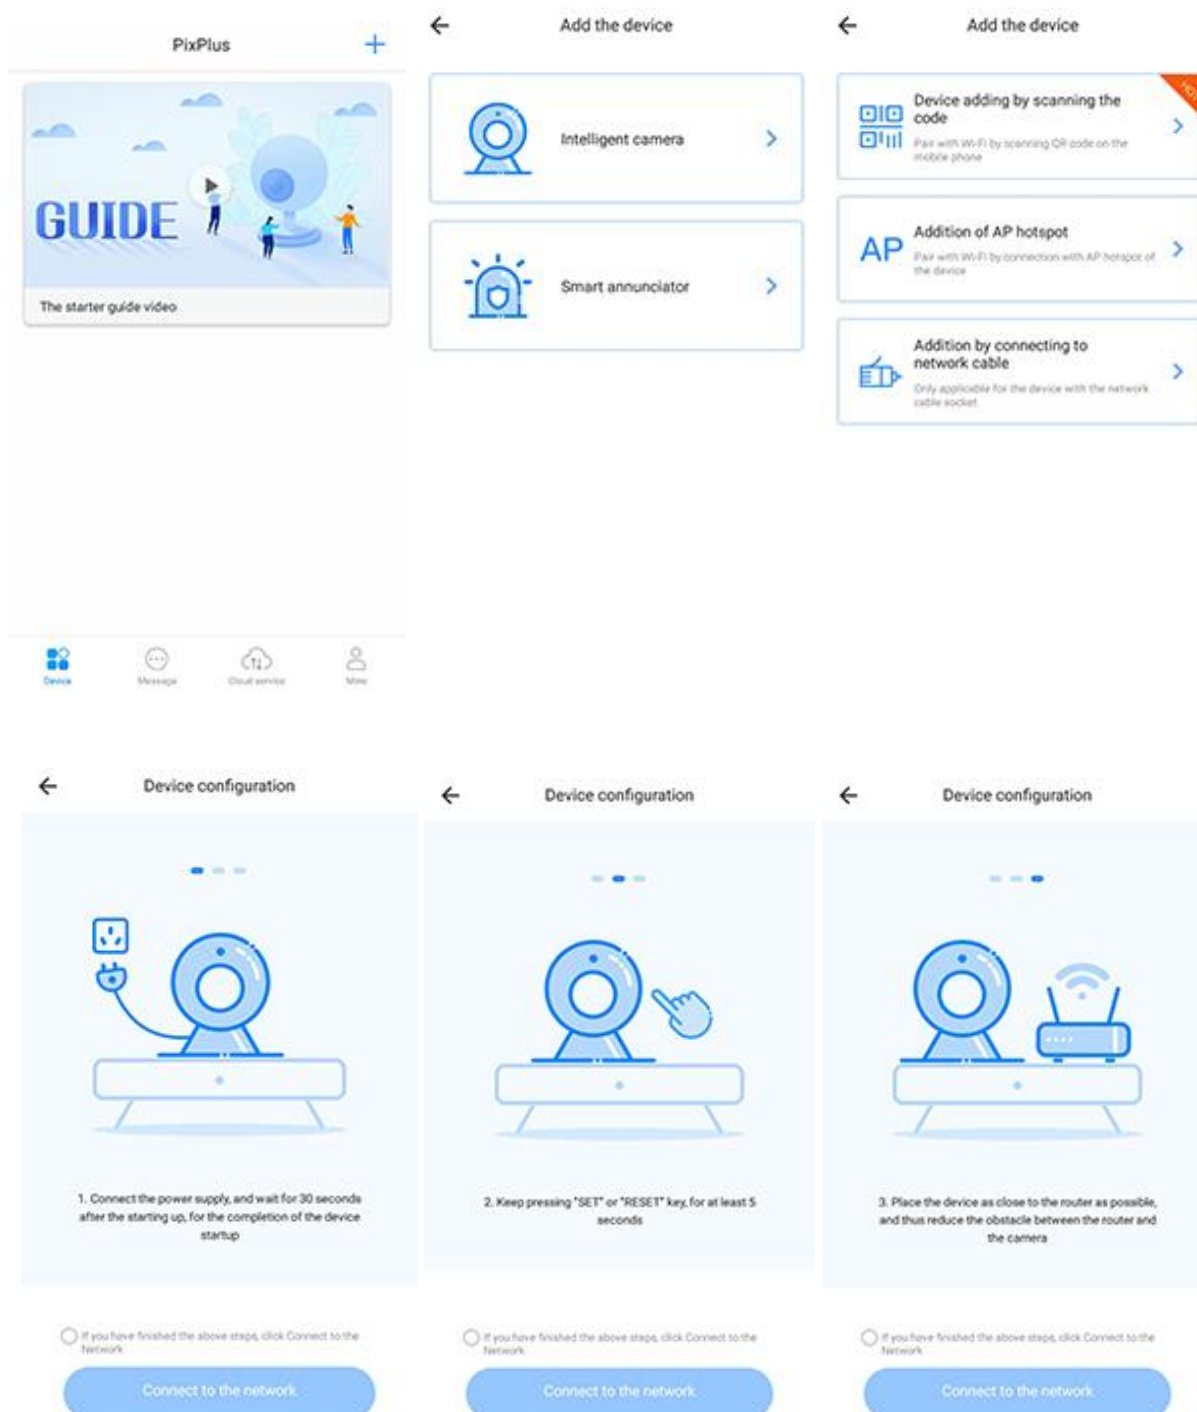 PixPlus
GUIDE
The starter guide video
Device
Message
Cloud service
Mine
Add the device
Intelligent camera
Smart annunciator
Add the device
HOT
Device adding by scanning the
code
Pair with Wi-Fi by scanning QR code on the
mobile phone
AP
Addition of AP hotspot
Pair with Wi-Fi by connection with AP hotspot of
the device
Addition by connecting to
network cable
Only applicable for the device with the network
cable socket
Device configuration
1. Connect the power supply, and wait for 30 seconds
after the starting up, for the completion of the device
startup
If you have finished the above steps, click Connect to the
Network
Connect to the network
Device configuration
2. Keep pressing "SET" or "RESET" key, for at least 5
seconds
If you have finished the above steps, click Connect to the
Network
Connect to the network
Device configuration
3. Place the device as close to the router as possible,
and thus reduce the obstacle between the router and
the camera
If you have finished the above steps, click Connect to the
Network
Connect to the network